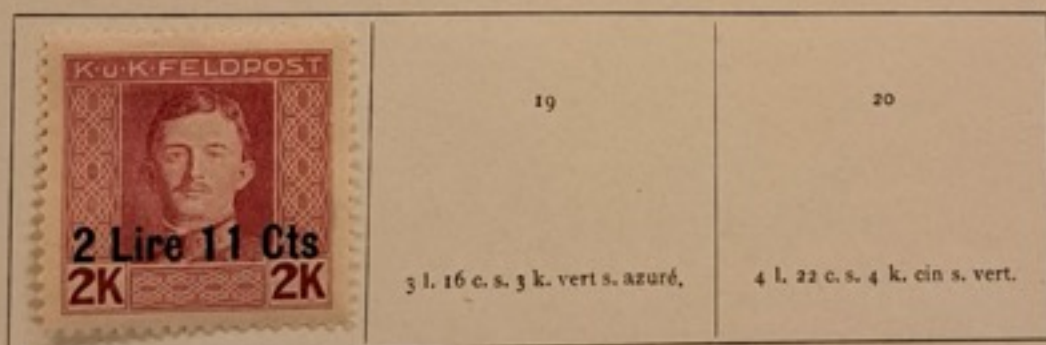 K.u.K.FELDPOST
2 Lire 11 Cts
2K 2K
19
3 l. 16 c. s. 3 k. vert s. azuré.
20
4 l. 22 c. s. 4 k. cin s. vert.